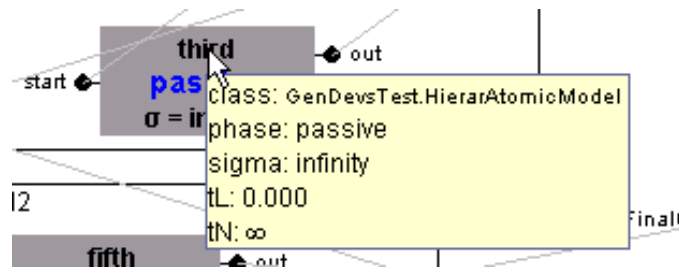 third
start
out
pas
σ = in
class: GenDevsTest.HierarAtomicModel
phase: passive
sigma: infinity
tL: 0.000
tN: ∞
l2
Final
fifth
out